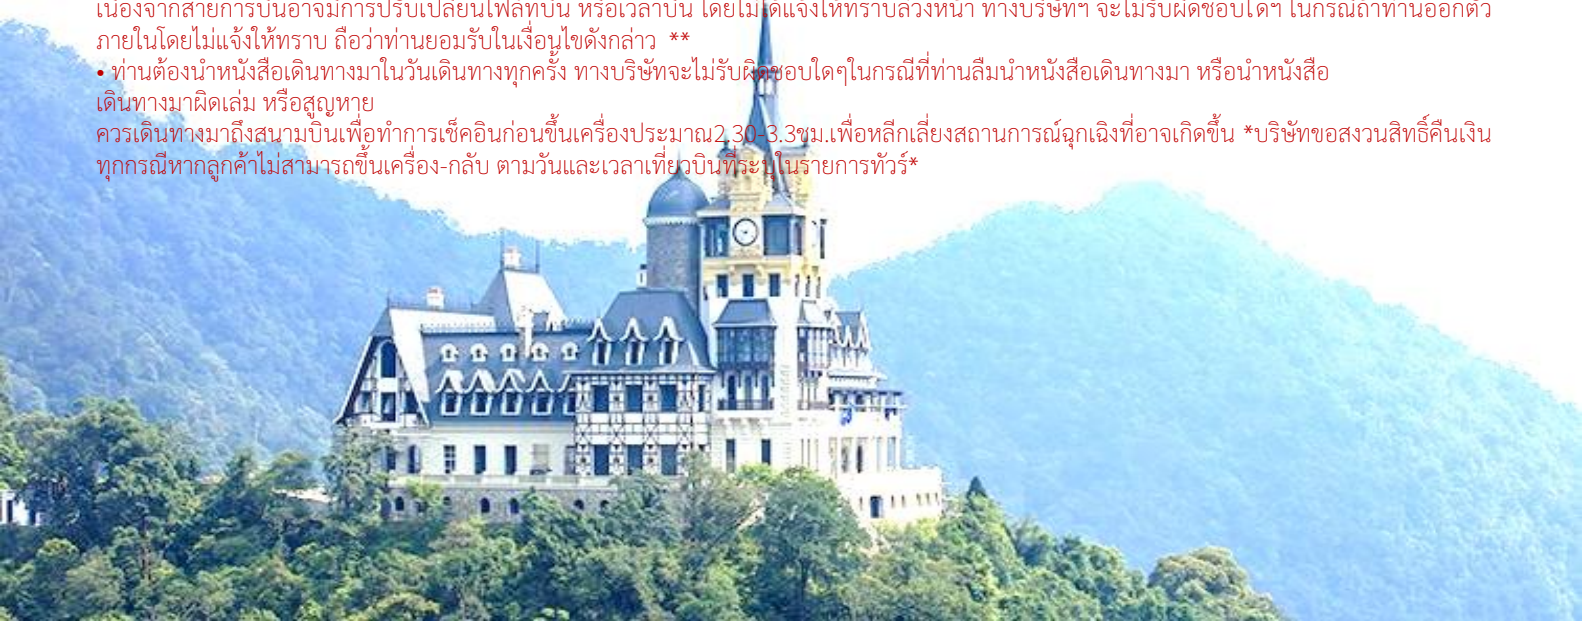 เนื่องจากสายการบินอาจมีการปรับเปลี่ยนไฟล์ทบิน หรือเวลาบิน โดยไม่ได้แจ้งให้ทราบล่วงหน้า ทางบริษัทฯ จะไม่รับผิดชอบใดๆ ในกรณีถ้าท่านออกตั๋ว
ภายในโดยไม่แจ้งให้ทราบ ถือว่าท่านยอมรับในเงื่อนไขดังกล่าว **
• ท่านต้องนำหนังสือเดินทางมาในวันเดินทางทุกครั้ง ทางบริษัทจะไม่รับผิดชอบใดๆในกรณีที่ท่านลืมนำหนังสือเดินทางมา หรือนำหนังสือ
เดินทางมาผิดเล่ม หรือสูญหาย
ควรเดินทางมาถึงสนามบินเพื่อทำการเช็คอินก่อนขึ้นเครื่องประมาณ2.30-3.3ชม.เพื่อหลีกเลี่ยงสถานการณ์ฉุกเฉิงที่อาจเกิดขึ้น *บริษัทขอสงวนสิทธิ์คืนเงิน
ทุกกรณีหากลูกค้าไม่สามารถขึ้นเครื่อง-กลับ ตามวันและเวลาเที่ยวบินที่ระบุในรายการทัวร์*